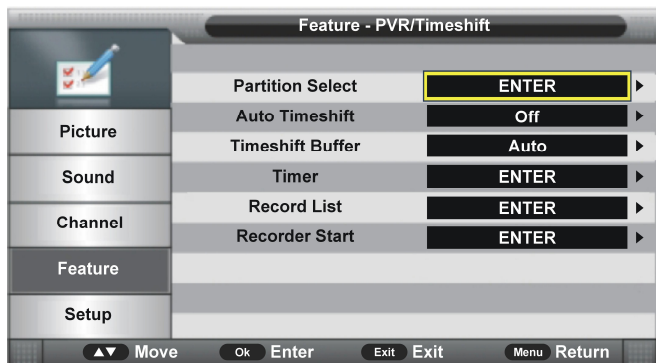 Feature - PVR/Timeshift
Picture
Sound
Channel
Feature
Setup
Partition Select ENTER
Auto Timeshift Off
Timeshift Buffer Auto
Timer ENTER
Record List ENTER
Recorder Start ENTER
▲▼ Move Ok Enter Exit Exit Menu Return